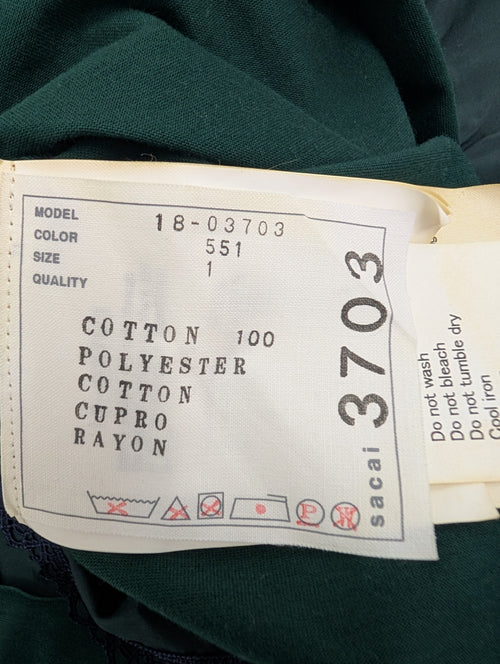 MODEL 18-03703
COLOR 551
SIZE 1
QUALITY
COTTON 100
POLYESTER
COTTON
CUPRO
RAYON
P W
sacai 3703
Do not wash
Do not bleach
Do not tumble dry
Cool iron